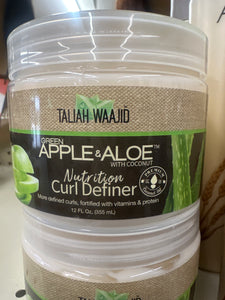 TALIAH WAAJID
GREEN
APPLE & ALOE™
WITH COCONUT
Nutrition
Curl Definer
More defined curls, fortified with vitamins & protein
12 FL Oz, (355 mL)
TALIAH WAAJID